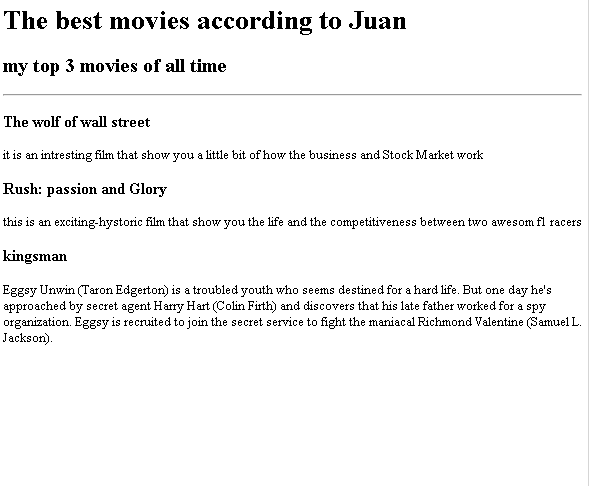 The best movies according to Juan
my top 3 movies of all time
The wolf of wall street
it is an intresting film that show you a little bit of how the business and Stock Market work
Rush: passion and Glory
this is an exciting-hystoric film that show you the life and the competitiveness between two awesom f1 racers
kingsman
Eggsy Unwin (Taron Edgerton) is a troubled youth who seems destined for a hard life. But one day he's
approached by secret agent Harry Hart (Colin Firth) and discovers that his late father worked for a spy
organization. Eggsy is recruited to join the secret service to fight the maniacal Richmond Valentine (Samuel L.
Jackson).